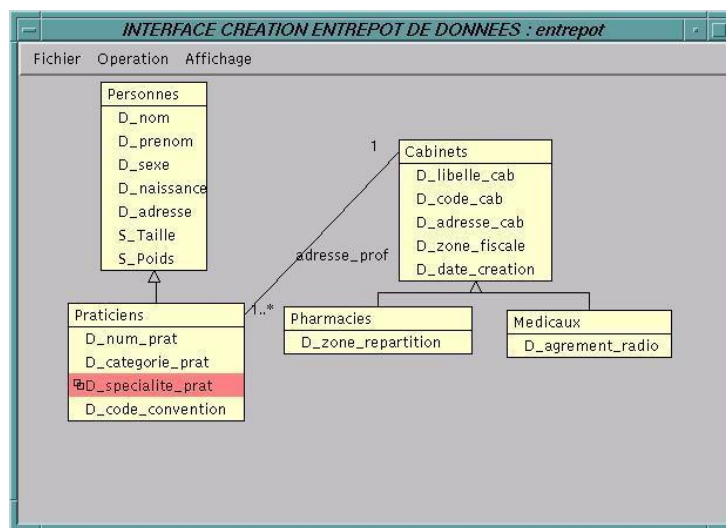 INTERFACE CREATION ENTREPOT DE DONNEES : entrepot
Fichier Operation Affichage
Personnes
D_nom
D_prenom
D_sexe
D_naissance
D_adresse
S_Taille
S_Poids
1
Cabinets
D_libelle_cab
D_code_cab
D_adresse_cab
D_zone_fiscale
D_date_creation
adresse_prof
1..*
Praticiens
D_num_prat
D_categorie_prat
D_specialite_prat
D_code_convention
Pharmacies
D_zone_repartition
Medicaux
D_agrement_radio